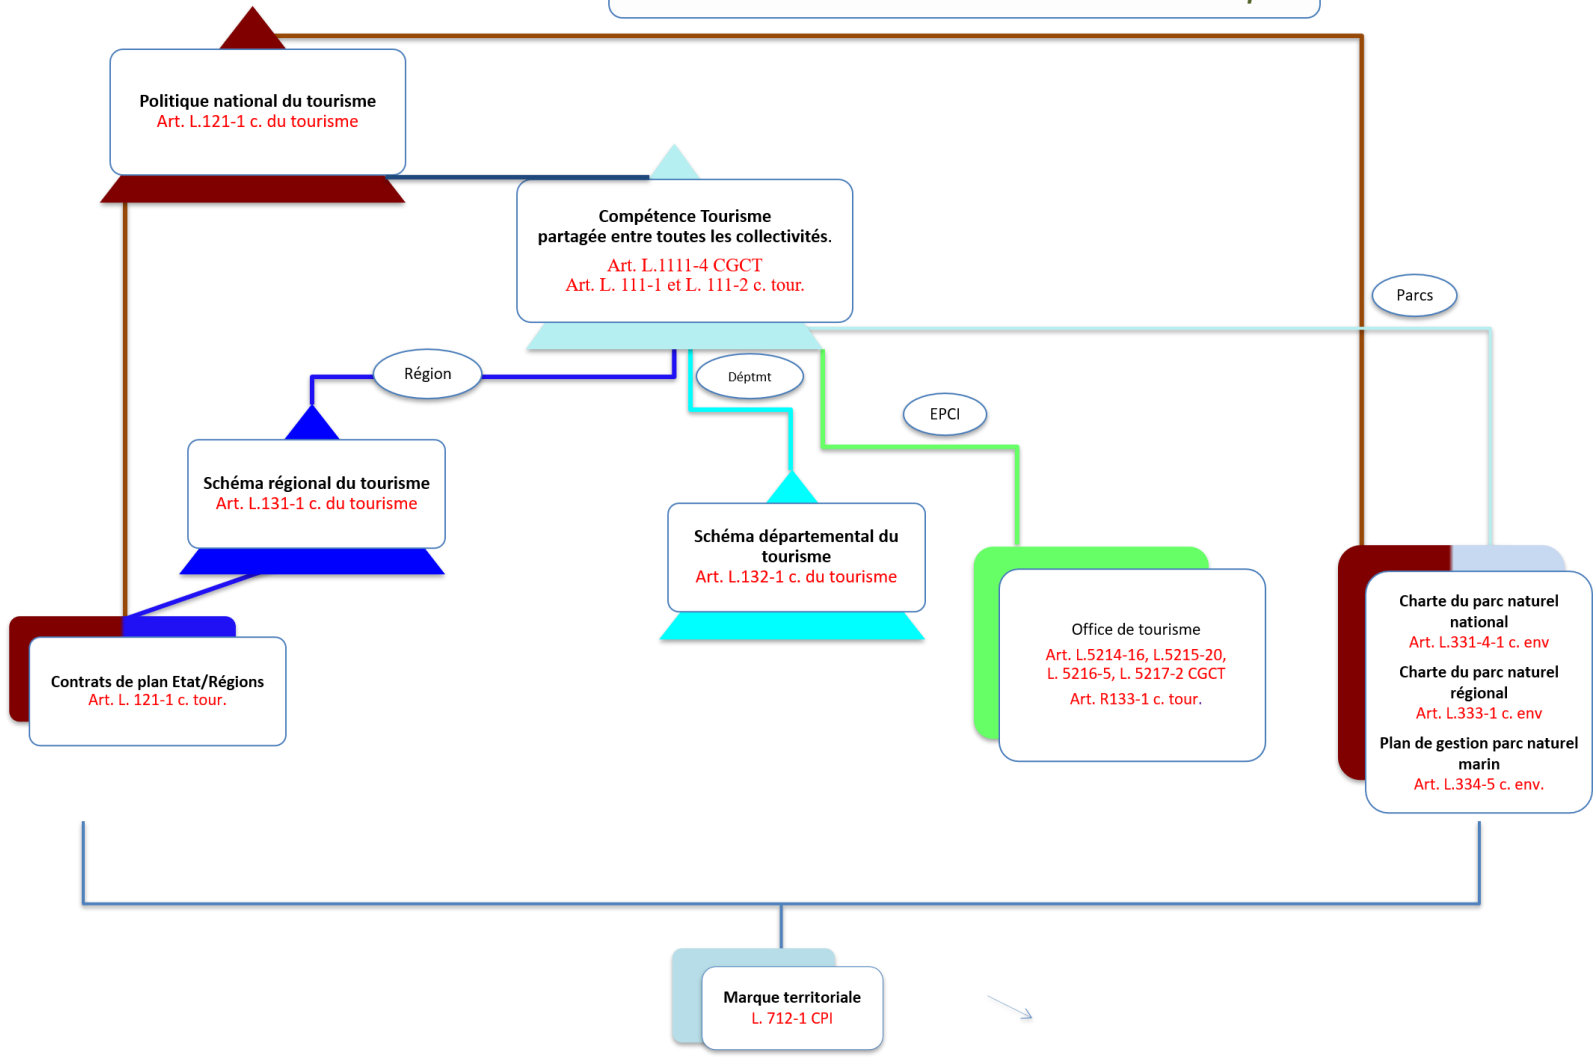 Politique national du tourisme
Art. L.121-1 c. du tourisme
Compétence Tourisme
partagée entre toutes les collectivités.
Art. L.1111-4 CGCT
Art. L. 111-1 et L. 111-2 c. tour.
Parcs
Région
Déptmt
EPCI
Schéma régional du tourisme
Art. L.131-1 c. du tourisme
Schéma départemental du
tourisme
Art. L.132-1 c. du tourisme
Office de tourisme
Art. L.5214-16, L.5215-20,
L. 5216-5, L. 5217-2 CGCT
Art. R133-1 c. tour.
Charte du parc naturel
national
Art. L.331-4-1 c. env
Charte du parc naturel
régional
Art. L.333-1 c. env
Plan de gestion parc naturel
marin
Art. L.334-5 c. env.
Contrats de plan Etat/Régions
Art. L. 121-1 c. tour.
Marque territoriale
L. 712-1 CPI